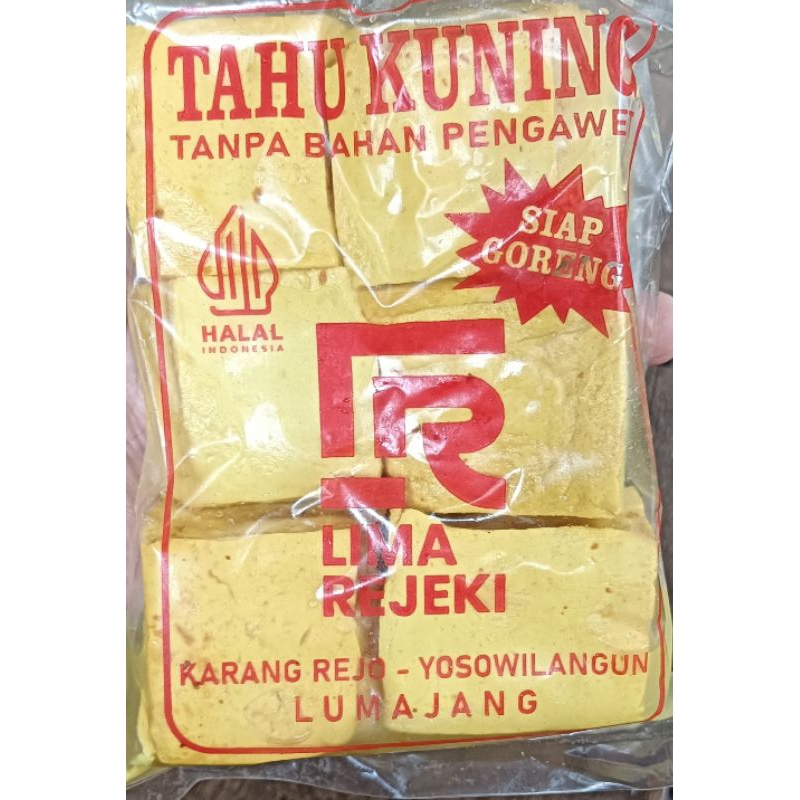 TAHU KUNING
TANPA BAHAN PENGAWET
SIAP
GORENG
HALAL
INDONESIA
LIMA
REJEKI
KARANG REJO - YOSOWILANGUN
LUMAJANG